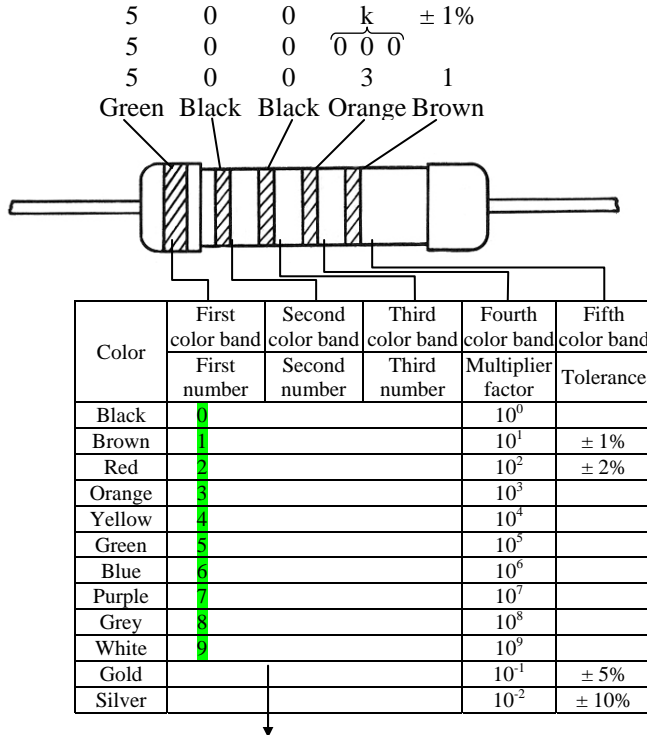 5 0 0 k ± 1%
5 0 0 0 0 0
5 0 0 3 1
Green Black Black Orange Brown
Color First color band Second color band Third color band Fourth color band Fifth color band
First number Second number Third number Multiplier factor Tolerance
Black 0 10⁰
Brown 1 10¹ ± 1%
Red 2 10² ± 2%
Orange 3 10³
Yellow 4 10⁴
Green 5 10⁵
Blue 6 10⁶
Purple 7 10⁷
Grey 8 10⁸
White 9 10⁹
Gold 10⁻¹ ± 5%
Silver 10⁻² ± 10%